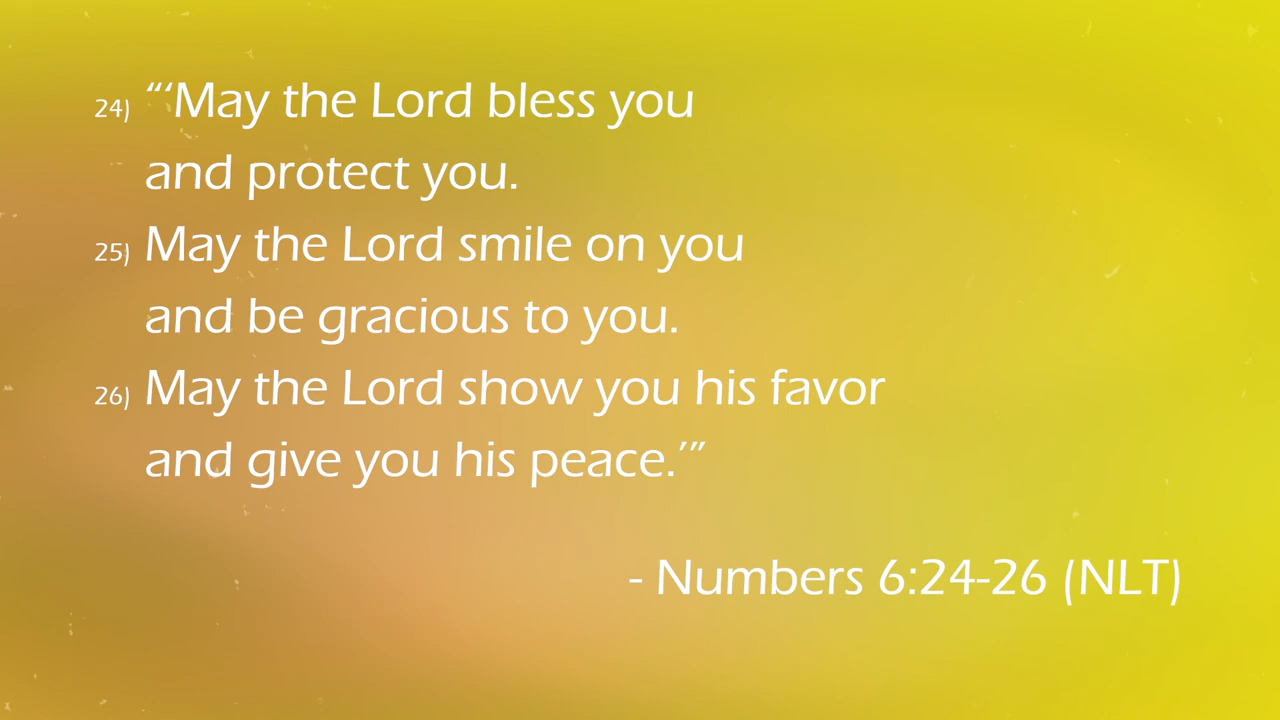 24) “‘May the Lord bless you
and protect you.
25) May the Lord smile on you
and be gracious to you.
26) May the Lord show you his favor
and give you his peace.’”
- Numbers 6:24-26 (NLT)